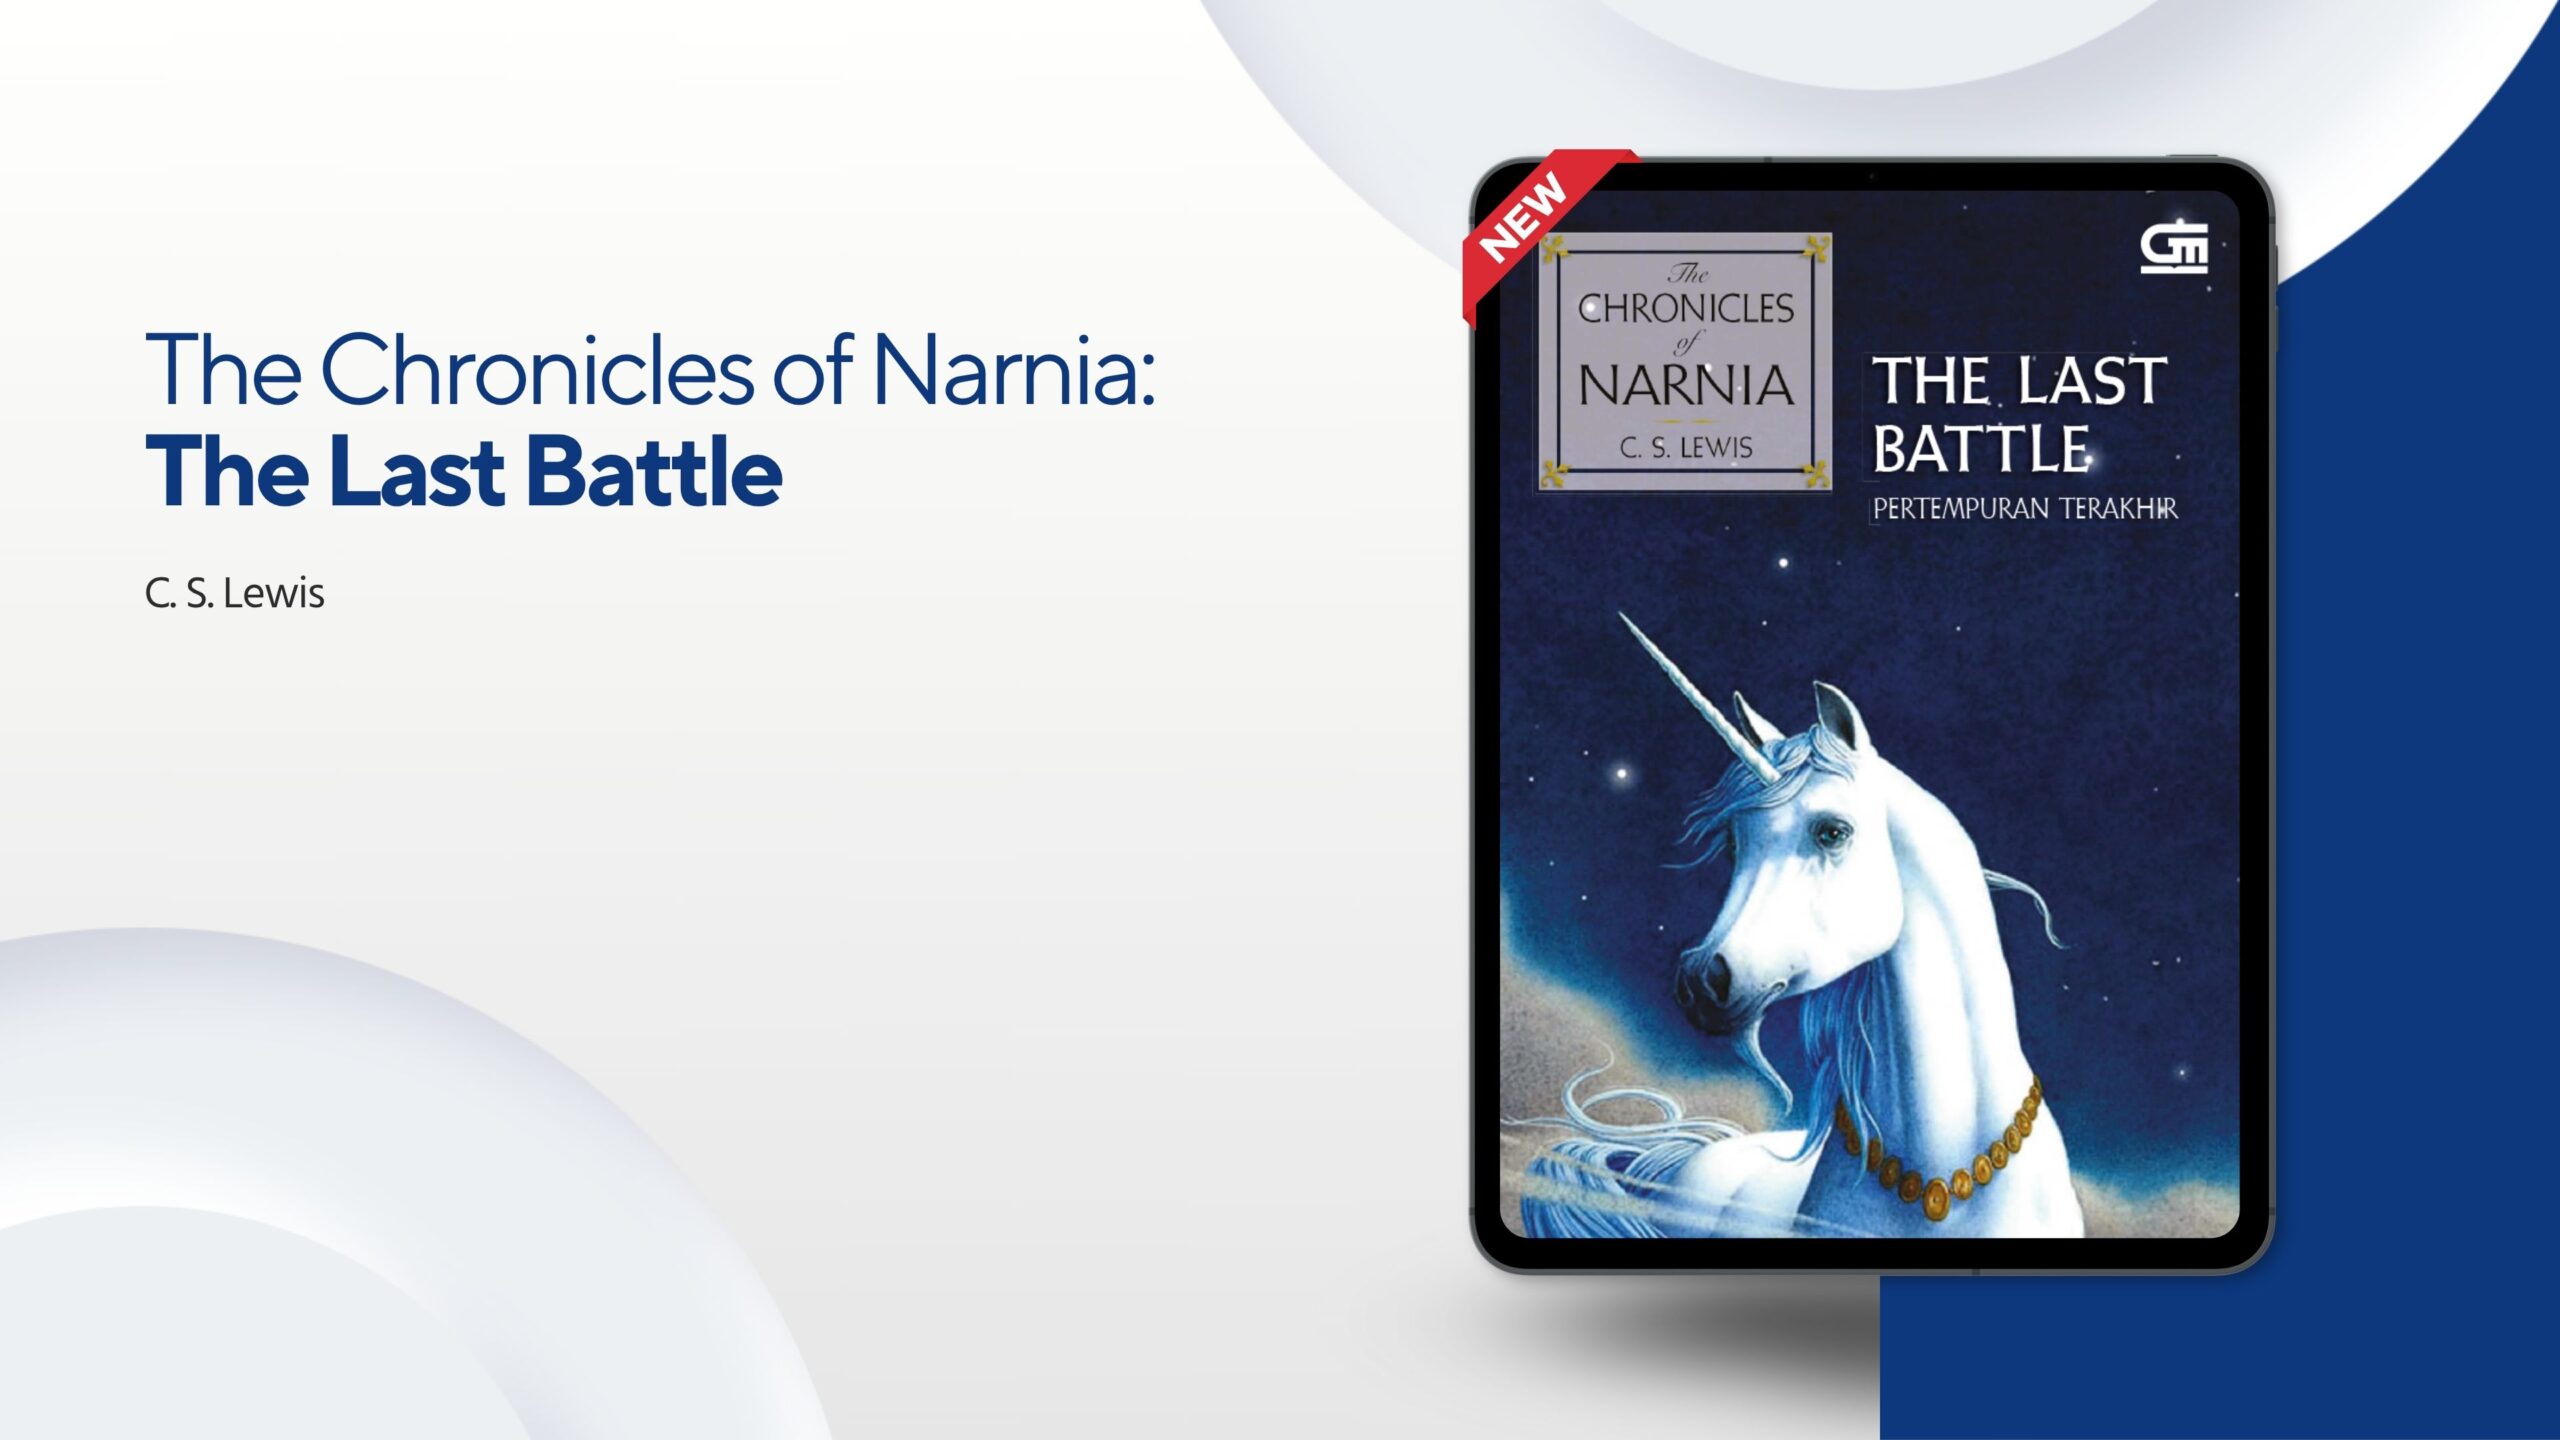 The Chronicles of Narnia:
The Last Battle
C. S. Lewis
NEW
The
CHRONICLES
of
NARNIA
C. S. LEWIS
Gm
THE LAST
BATTLE
PERTEMPURAN TERAKHIR